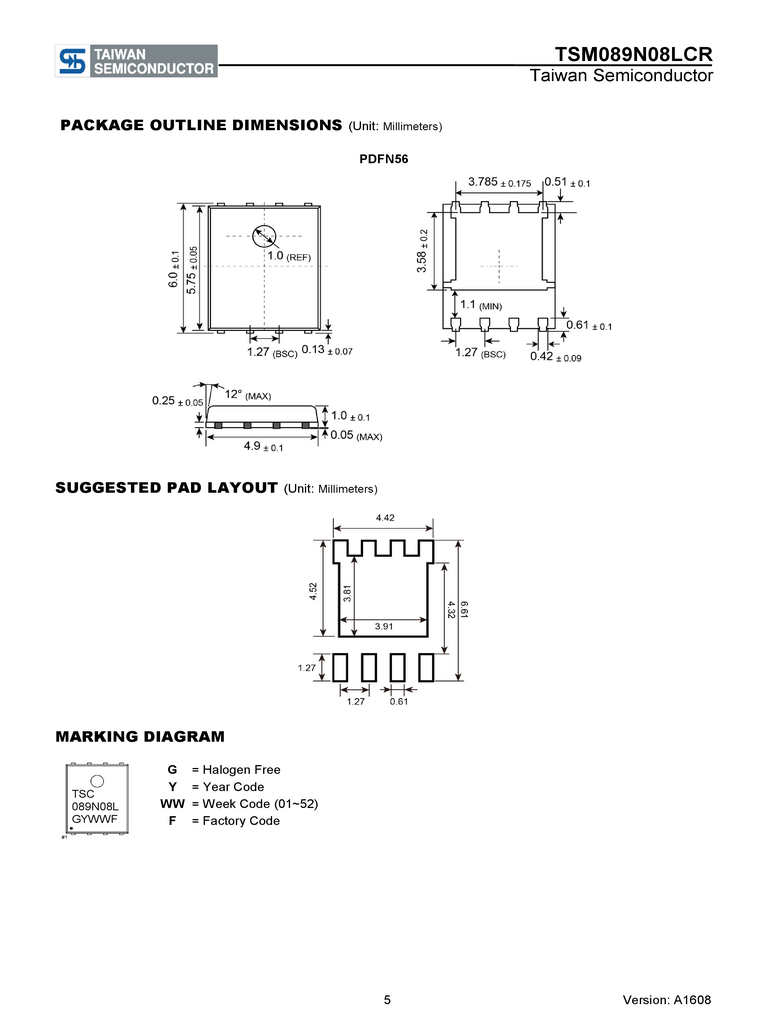 TAIWAN
SEMICONDUCTOR
TSM089N08LCR
Taiwan Semiconductor
PACKAGE OUTLINE DIMENSIONS (Unit: Millimeters)
PDFN56
3.785 ± 0.175
0.51 ± 0.1
6.0 ± 0.1
5.75 ± 0.05
1.0 (REF)
3.58 ± 0.2
1.1 (MIN)
0.61 ± 0.1
1.27 (BSC)
0.13 ± 0.07
1.27 (BSC)
0.42 ± 0.09
0.25 ± 0.05
12° (MAX)
1.0 ± 0.1
0.05 (MAX)
4.9 ± 0.1
SUGGESTED PAD LAYOUT (Unit: Millimeters)
4.42
4.52
3.81
4.32
6.61
3.91
1.27
1.27
0.61
MARKING DIAGRAM
TSC
089N08L
GYWWF
#1
G = Halogen Free
Y = Year Code
WW = Week Code (01~52)
F = Factory Code
5
Version: A1608